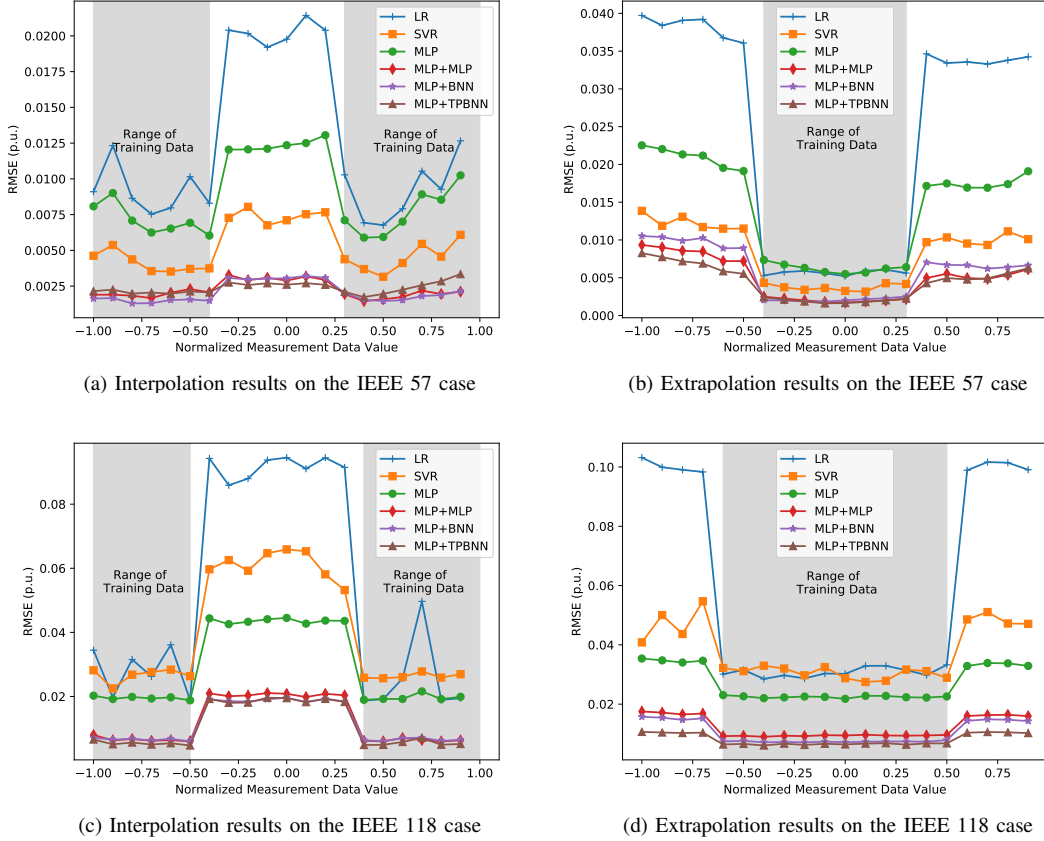 0.0200
0.0175
0.0150
0.0125
0.0100
0.0075
0.0050
0.0025
RMSE (p.u.)
LR
SVR
MLP
MLP+MLP
MLP+BNN
MLP+TPBNN
Range of
Training Data
Range of
Training Data
−1.00 −0.75 −0.50 −0.25 0.00 0.25 0.50 0.75 1.00
Normalized Measurement Data Value
(a) Interpolation results on the IEEE 57 case
0.040
0.035
0.030
0.025
0.020
0.015
0.010
0.005
0.000
RMSE (p.u.)
LR
SVR
MLP
MLP+MLP
MLP+BNN
MLP+TPBNN
Range of
Training Data
−1.00 −0.75 −0.50 −0.25 0.00 0.25 0.50 0.75
Normalized Measurement Data Value
(b) Extrapolation results on the IEEE 57 case
0.08
0.06
0.04
0.02
RMSE (p.u.)
LR
SVR
MLP
MLP+MLP
MLP+BNN
MLP+TPBNN
Range of
Training Data
Range of
Training Data
−1.00 −0.75 −0.50 −0.25 0.00 0.25 0.50 0.75 1.00
Normalized Measurement Data Value
(c) Interpolation results on the IEEE 118 case
0.10
0.08
0.06
0.04
0.02
RMSE (p.u.)
LR
SVR
MLP
MLP+MLP
MLP+BNN
MLP+TPBNN
Range of
Training Data
−1.00 −0.75 −0.50 −0.25 0.00 0.25 0.50 0.75
Normalized Measurement Data Value
(d) Extrapolation results on the IEEE 118 case